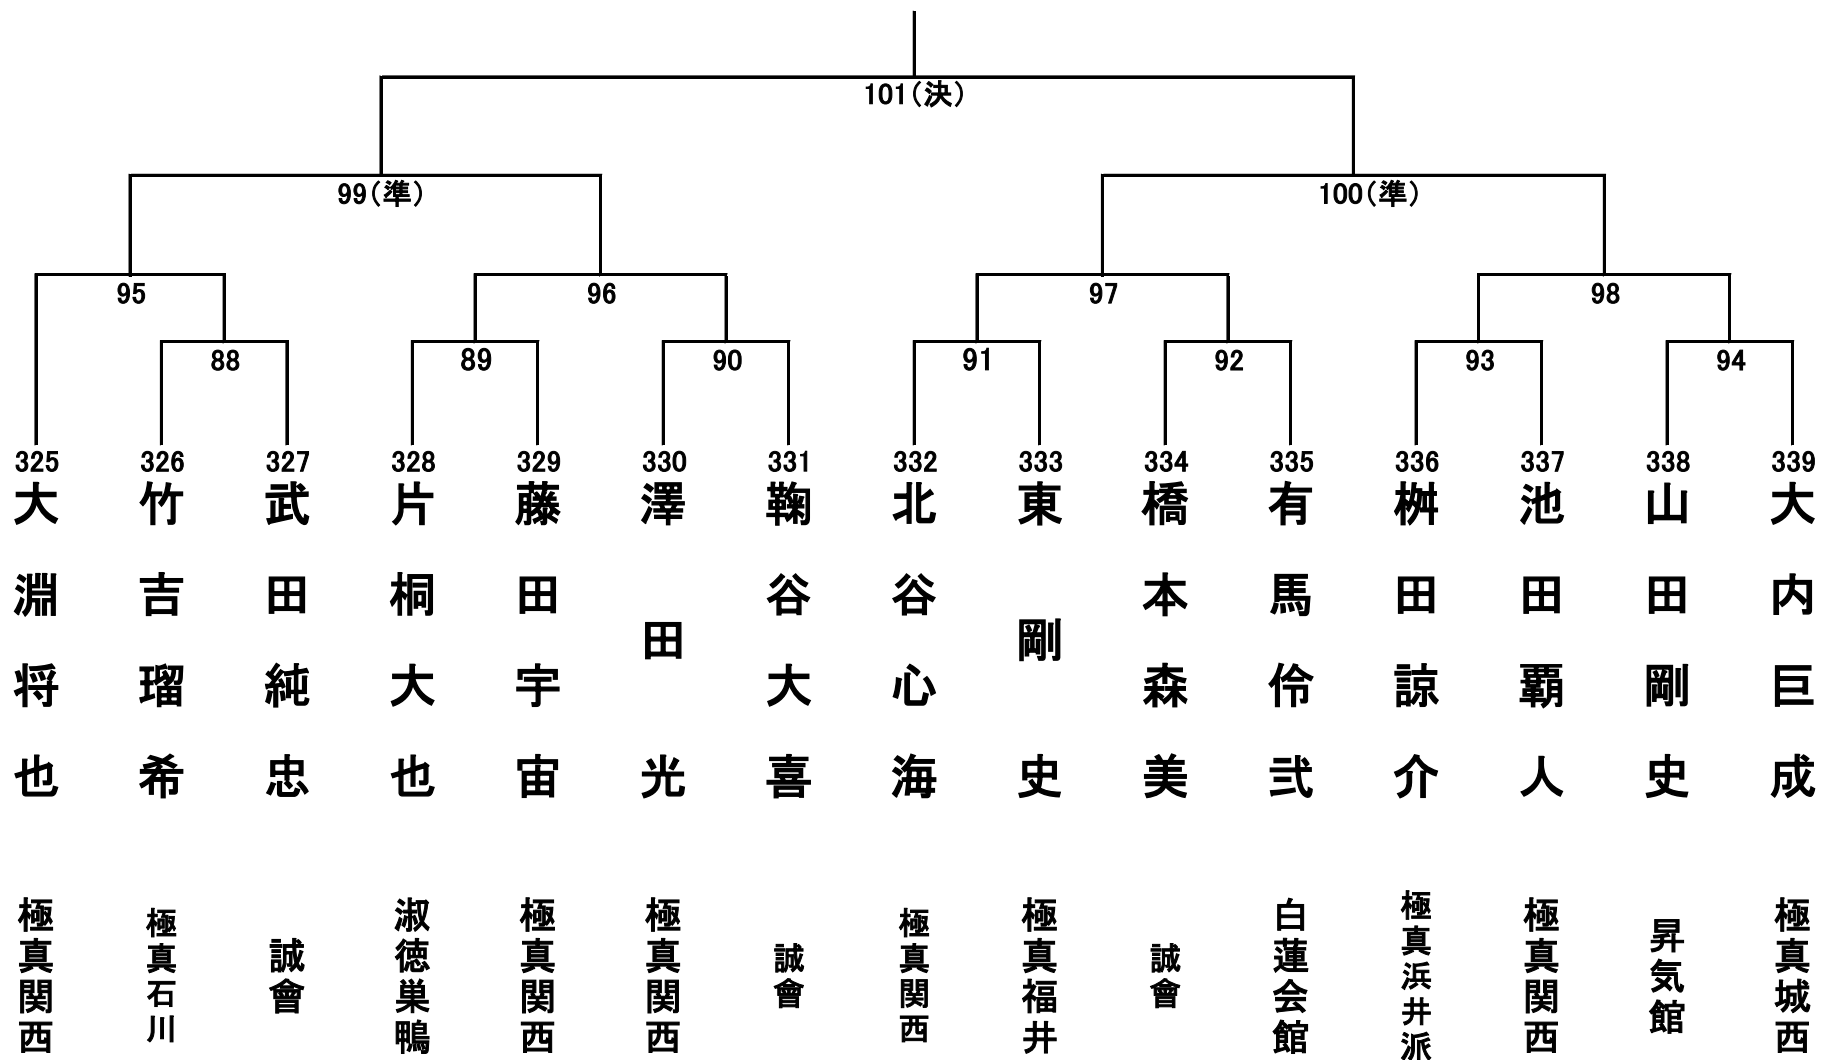 101（決）
99（準）
100（準）
95
96
97
98
88
89
90
91
92
93
94
325
326
327
328
329
330
331
332
333
334
335
336
337
338
339
大淵将也
竹吉瑠希
武田純忠
片桐大也
藤田宇宙
澤田光
鞠谷大喜
北谷心海
東剛史
橋本森美
有馬伶弐
桝田諒介
池田覇人
山田剛史
大内巨成
極真関西
極真石川
誠會
淑徳巣鴨
極真関西
極真関西
誠會
極真関西
極真福井
誠會
白蓮会館
極真浜井派
極真関西
昇気館
極真城西